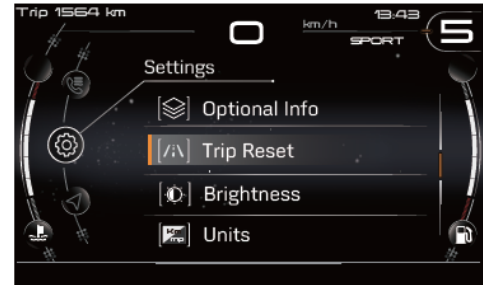 Trip 1564 km
0 km/h 13:43 5
SPORT
Settings
Optional Info
Trip Reset
Brightness
Units